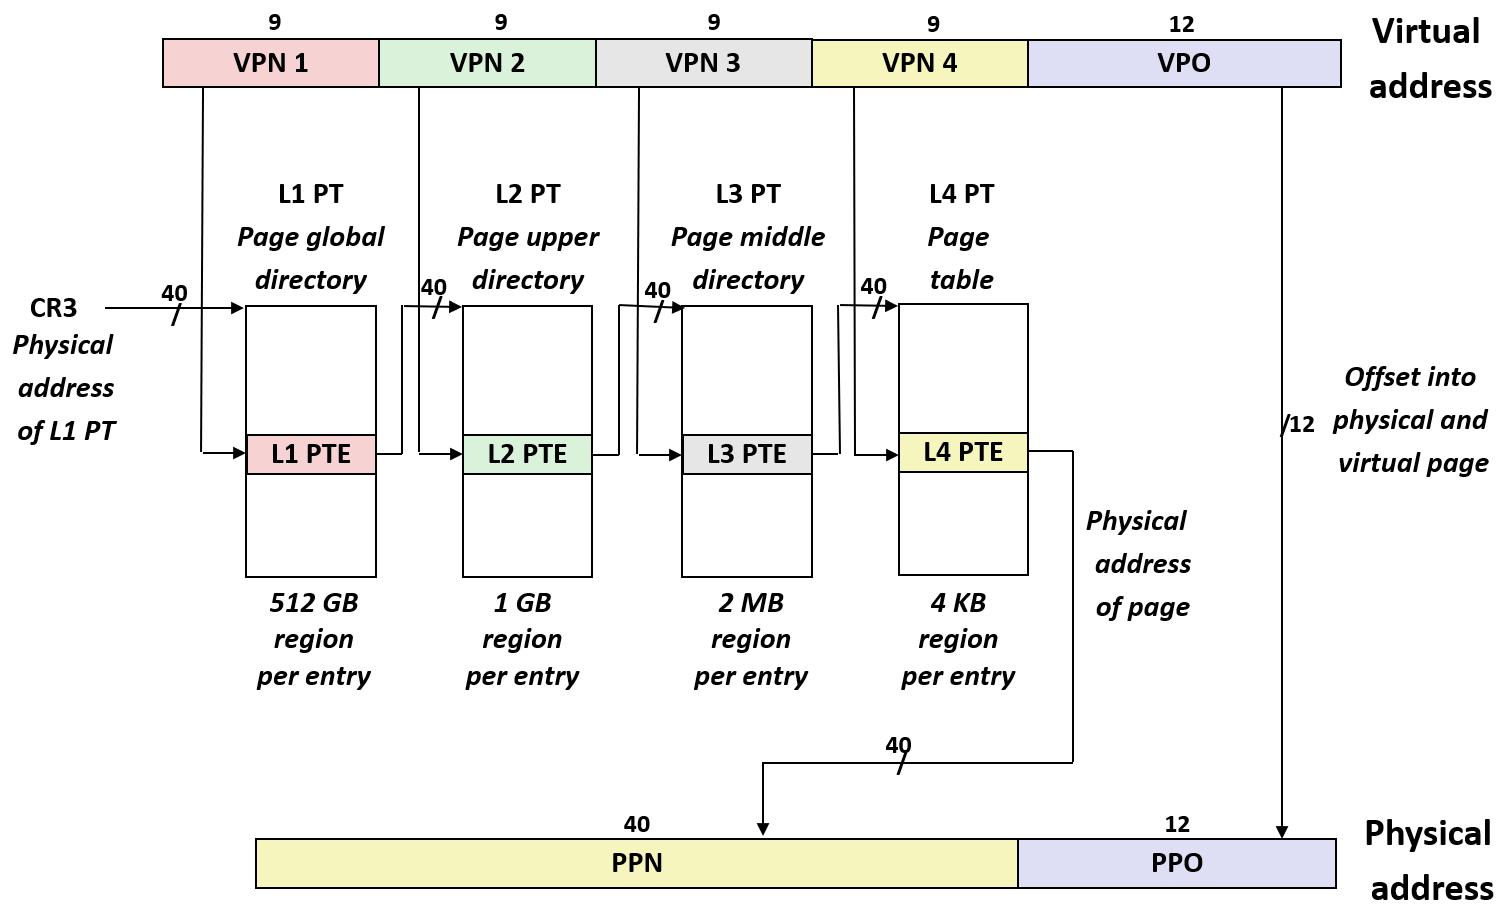 9 9 9 9 12
VPN 1 VPN 2 VPN 3 VPN 4 VPO
Virtual
address
L1 PT
Page global
directory
L2 PT
Page upper
directory
L3 PT
Page middle
directory
L4 PT
Page
table
CR3
Physical
address
of L1 PT
40
40
40
40
L1 PTE
L2 PTE
L3 PTE
L4 PTE
/12
Offset into
physical and
virtual page
512 GB
region
per entry
1 GB
region
per entry
2 MB
region
per entry
4 KB
region
per entry
Physical
address
of page
40
40 12
PPN PPO
Physical
address